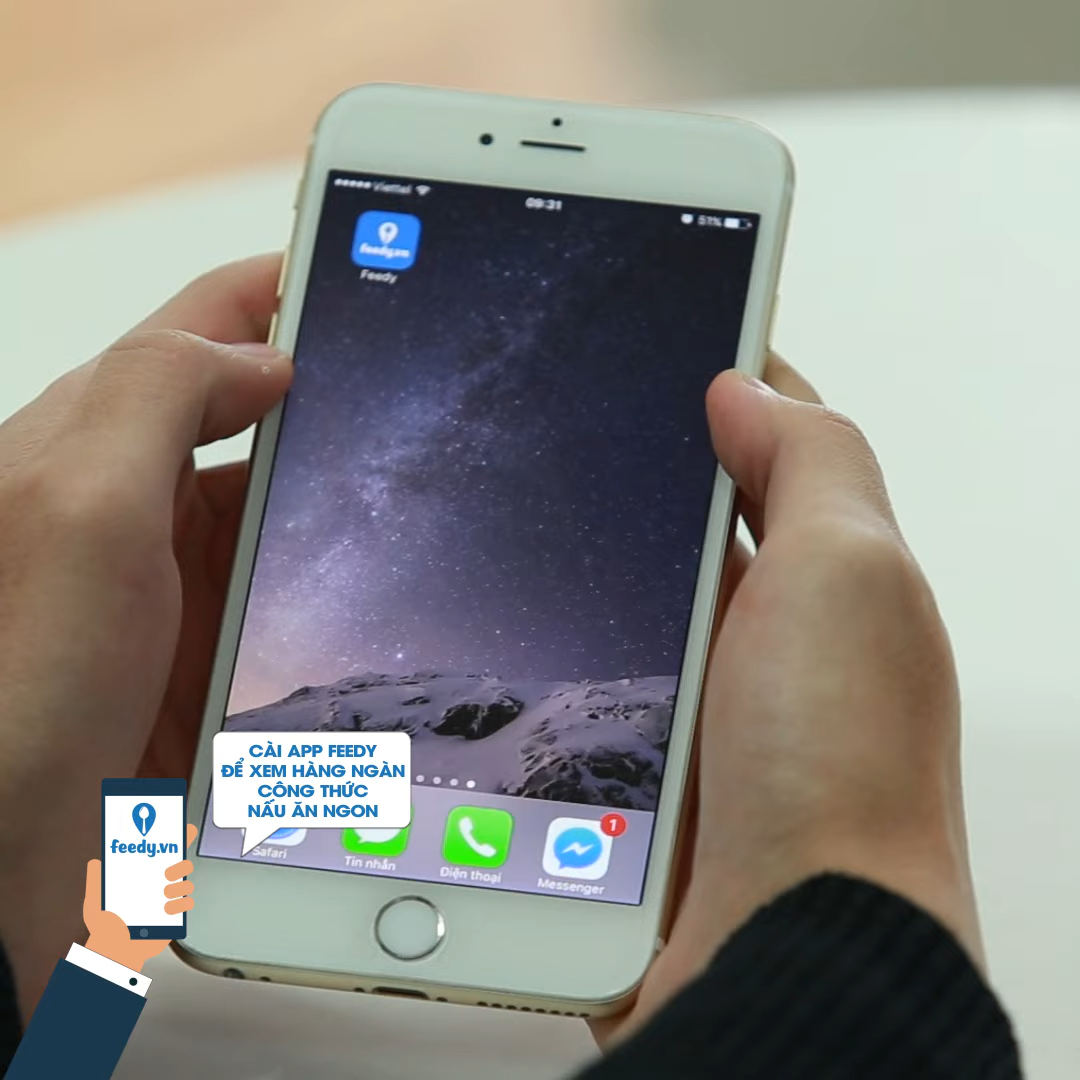 Viettel
09:31
51%
feedy.vn
Feedy
CÀI APP FEEDY
ĐỂ XEM HÀNG NGÀN
CÔNG THỨC
NẤU ĂN NGON
feedy.vn
1
Safari
Tin nhắn
Điện thoại
Messenger